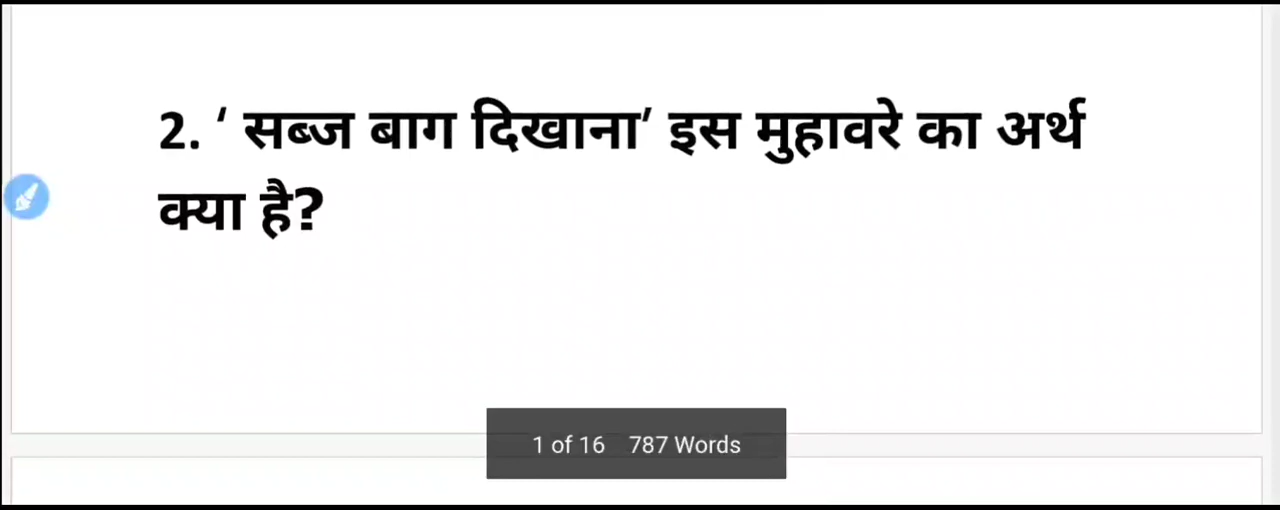 2. ‘ सब्ज बाग दिखाना’ इस मुहावरे का अर्थ
क्या है?
1 of 16 787 Words